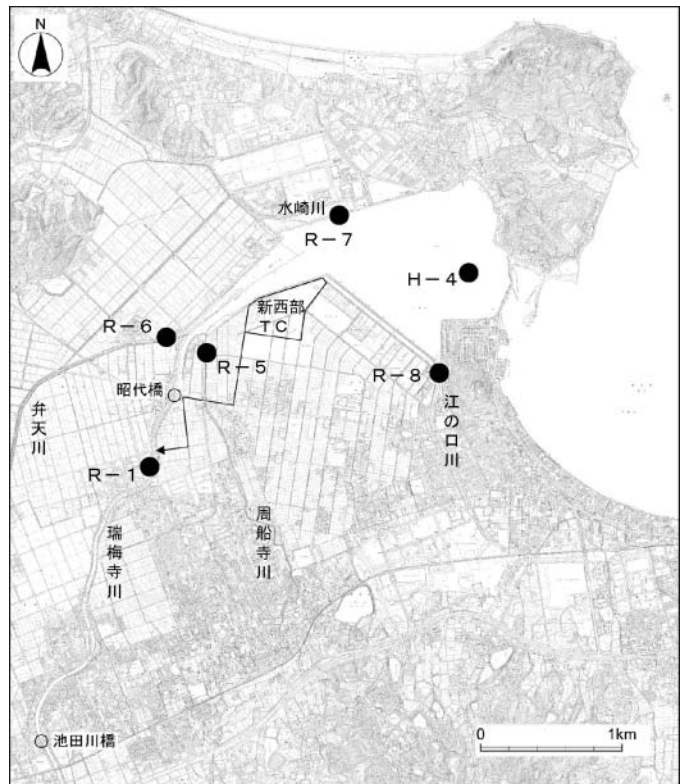 N
水崎川
R－7
H－4
新西部
TC
R－6
R－5
昭代橋
R－8
弁天川
江の口川
R－1
周船寺川
瑞梅寺川
0 1km
池田川橋